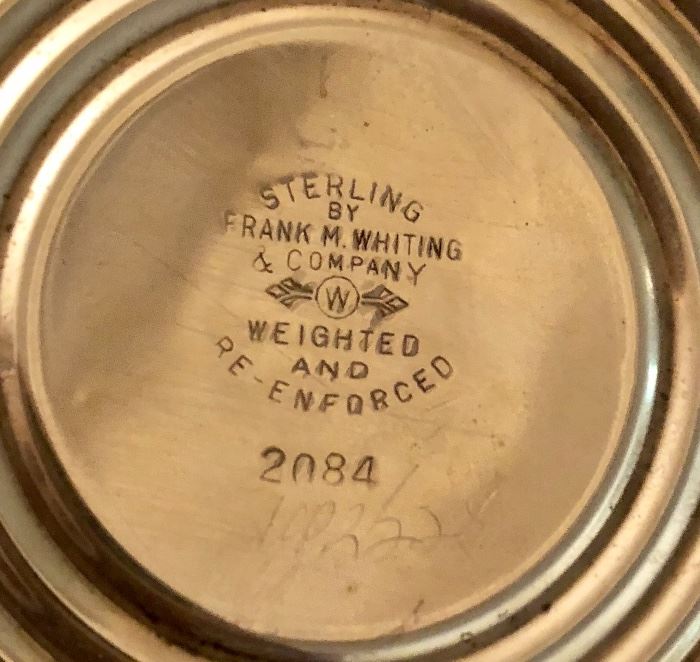 STERLING
BY
FRANK M. WHITING
& COMPANY
W
WEIGHTED
AND
RE-ENFORCED
2084